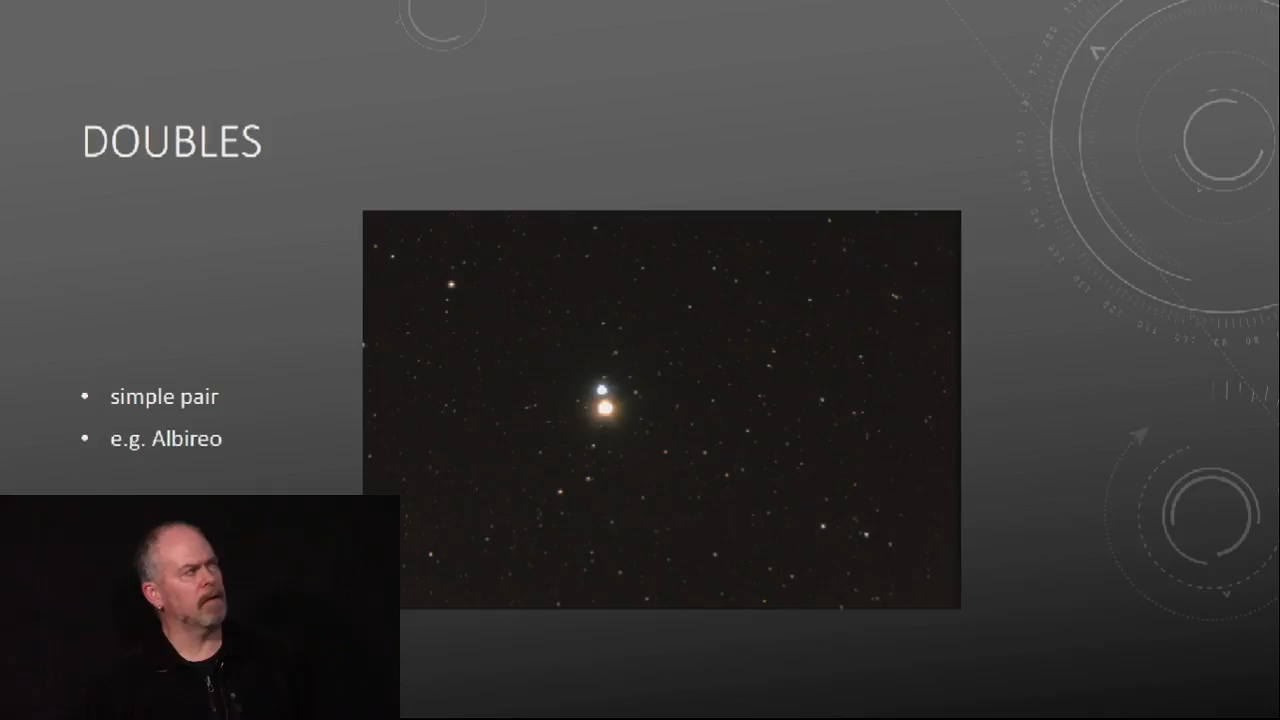 DOUBLES
• simple pair
• e.g. Albireo